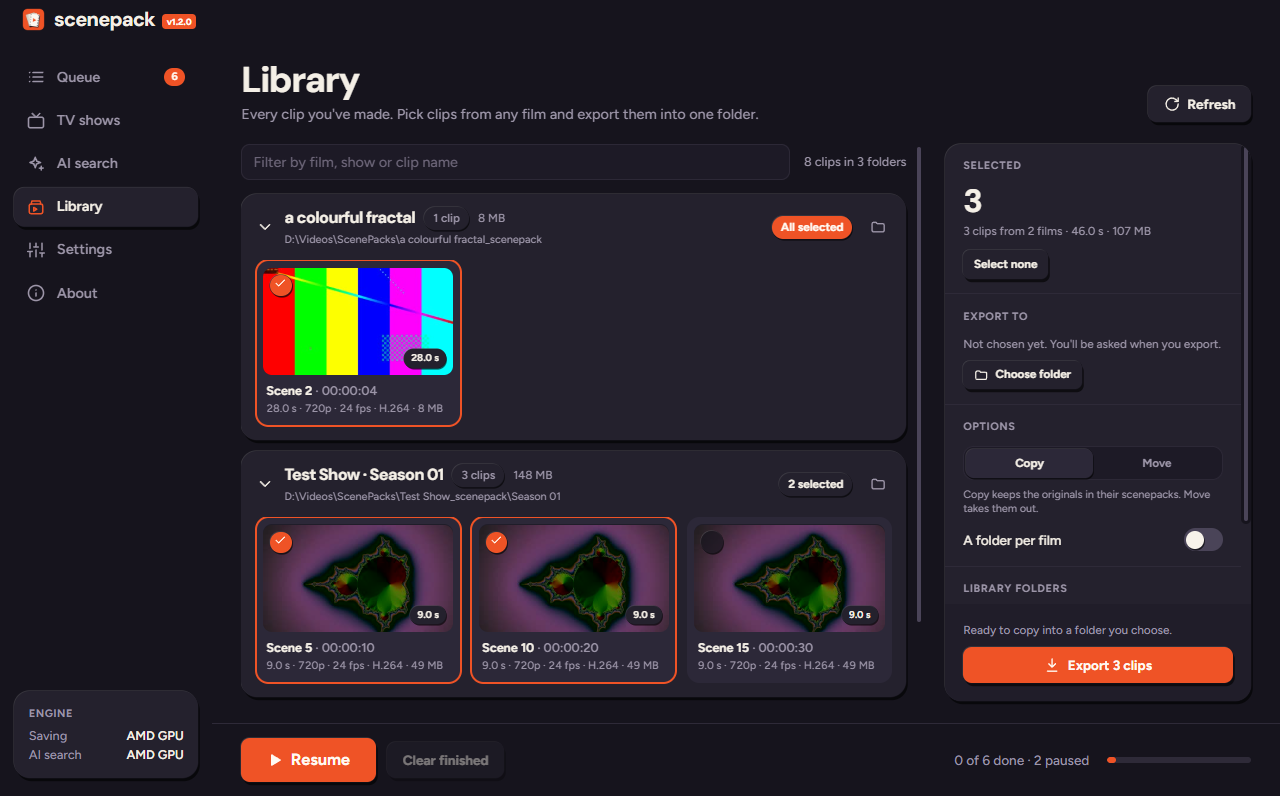 scenepack v1.2.0
Queue 6
TV shows
AI search
Library
Settings
About
ENGINE
Saving AMD GPU
AI search AMD GPU
Library
Every clip you've made. Pick clips from any film and export them into one folder.
Refresh
Filter by film, show or clip name
8 clips in 3 folders
a colourful fractal 1 clip 8 MB
D:\Videos\ScenePacks\a colourful fractal_scenepack
All selected
28.0 s
Scene 2 · 00:00:04
28.0 s · 720p · 24 fps · H.264 · 8 MB
Test Show · Season 01 3 clips 148 MB
D:\Videos\ScenePacks\Test Show_scenepack\Season 01
2 selected
9.0 s
Scene 5 · 00:00:10
9.0 s · 720p · 24 fps · H.264 · 49 MB
9.0 s
Scene 10 · 00:00:20
9.0 s · 720p · 24 fps · H.264 · 49 MB
9.0 s
Scene 15 · 00:00:30
9.0 s · 720p · 24 fps · H.264 · 49 MB
SELECTED
3
3 clips from 2 films · 46.0 s · 107 MB
Select none
EXPORT TO
Not chosen yet. You'll be asked when you export.
Choose folder
OPTIONS
Copy Move
Copy keeps the originals in their scenepacks. Move
takes them out.
A folder per film
LIBRARY FOLDERS
Ready to copy into a folder you choose.
Export 3 clips
Resume
Clear finished
0 of 6 done · 2 paused